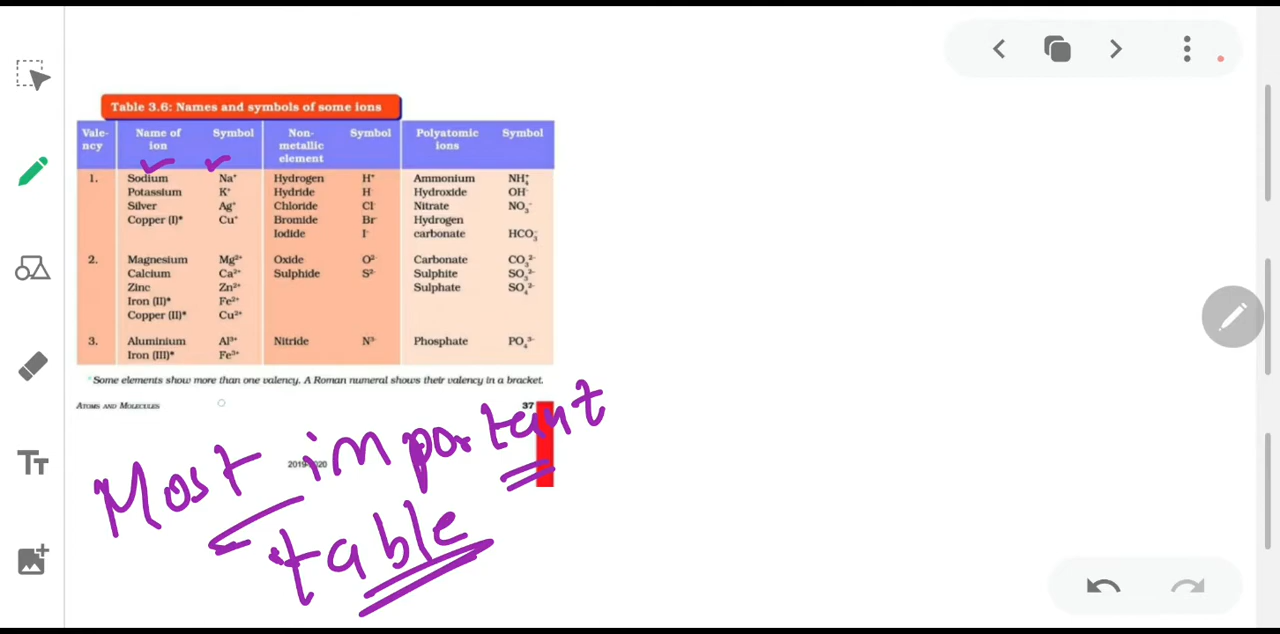 Table 3.6: Names and symbols of some ions
Vale- Name of Symbol Non- Symbol Polyatomic Symbol
ncy ion metallic ions
element
1. Sodium Na⁺ Hydrogen H⁺ Ammonium NH₄⁺
Potassium K⁺ Hydride H⁻ Hydroxide OH⁻
Silver Ag⁺ Chloride Cl⁻ Nitrate NO₃⁻
Copper (I)* Cu⁺ Bromide Br⁻ Hydrogen
Iodide I⁻ carbonate HCO₃⁻
2. Magnesium Mg²⁺ Oxide O²⁻ Carbonate CO₃²⁻
Calcium Ca²⁺ Sulphide S²⁻ Sulphite SO₃²⁻
Zinc Zn²⁺ Sulphate SO₄²⁻
Iron (II)* Fe²⁺
Copper (II)* Cu²⁺
3. Aluminium Al³⁺ Nitride N³⁻ Phosphate PO₄³⁻
Iron (III)* Fe³⁺
*Some elements show more than one valency. A Roman numeral shows their valency in a bracket.
ATOMS AND MOLECULES 37
2019-2020
Most important
table
TT